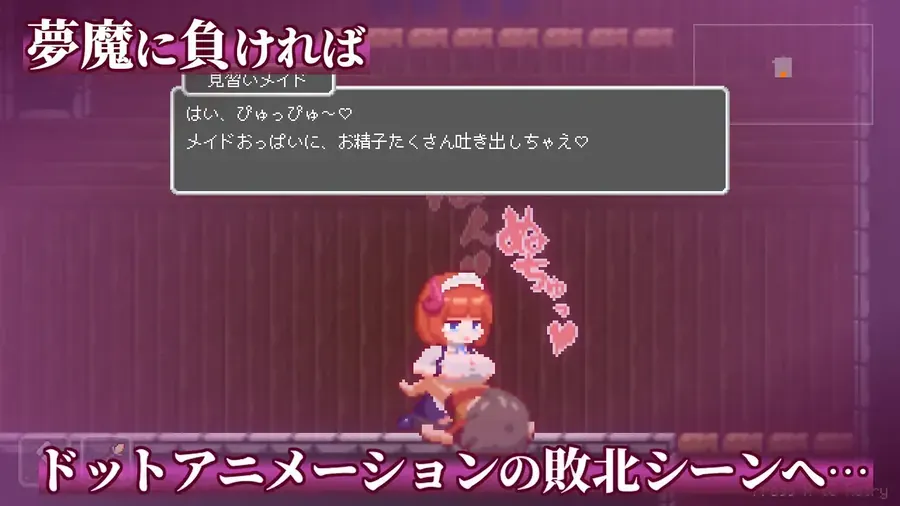 夢魔に負ければ
見習いメイド
はい、ぴゅっぴゅ～♡
メイドおっぱいに、お精子たくさん吐き出しちゃえ♡
ドットアニメーションの敗北シーンへ…